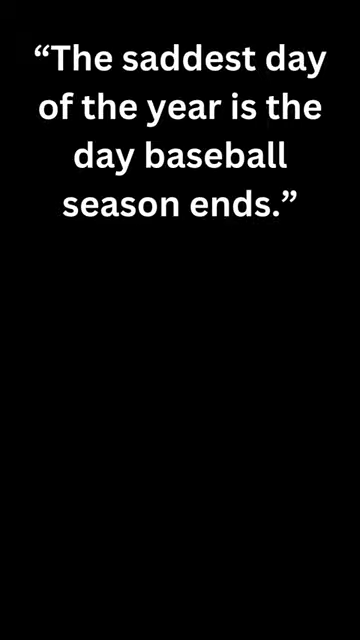 “The saddest day
of the year is the
day baseball
season ends.”